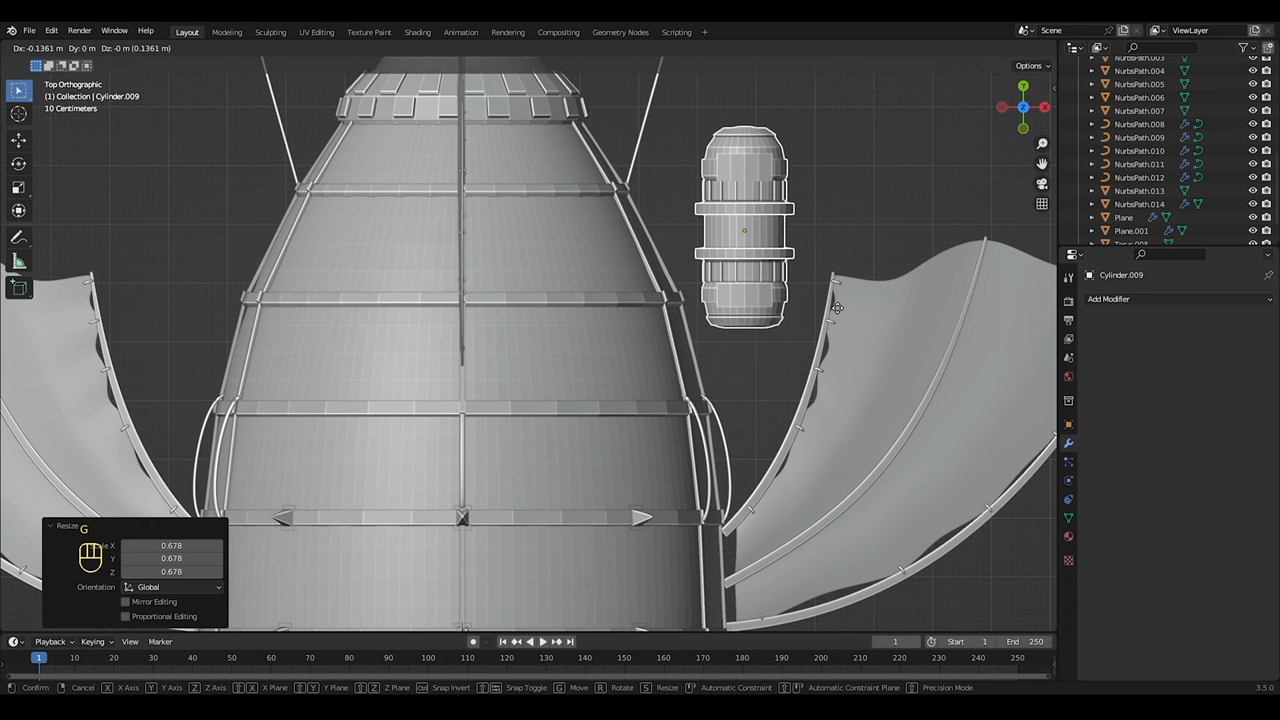 File Edit Render Window Help
Layout Modeling Sculpting UV Editing Texture Paint Shading Animation Rendering Compositing Geometry Nodes Scripting +
Scene
ViewLayer
Dx: -0.1361 m Dy: 0 m Dz: -0 m (0.1361 m)
Options
Top Orthographic
(1) Collection | Cylinder.009
10 Centimeters
Y
X
Z
NurbsPath.003
NurbsPath.004
NurbsPath.005
NurbsPath.006
NurbsPath.007
NurbsPath.008
NurbsPath.009
NurbsPath.010
NurbsPath.011
NurbsPath.012
NurbsPath.013
NurbsPath.014
Plane
Plane.001
Cylinder.009
Add Modifier
Resize
G
X 0.678
Y 0.678
Z 0.678
Orientation Global
Mirror Editing
Proportional Editing
Playback Keying View Marker
1
Start 1 End 250
1 10 20 30 40 50 60 70 80 90 100 110 120 130 140 150 160 170 180 190 200 210 220 230 240 250
Confirm Cancel X X Axis Y Y Axis Z Z Axis X X Plane Y Y Plane Z Z Plane Snap Invert Snap Toggle G Move R Rotate S Resize Automatic Constraint Automatic Constraint Plane Precision Mode
3.5.0